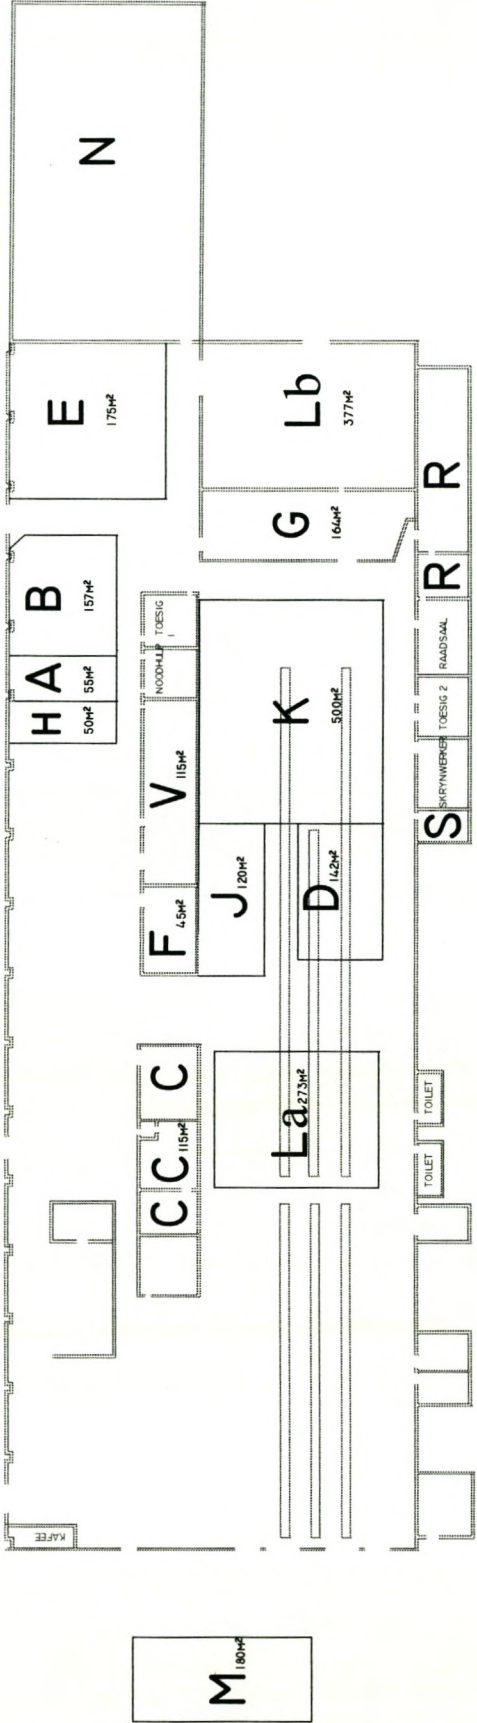 N
E
175M²
Lb
377M²
G
164M²
R
R
B
157M²
A
55M²
H
50M²
TOESIG
1
NOODHULP
V
115M²
F
45M²
K
500M²
J
120M²
D
142M²
RAADSAAL
TOESIG 2
SKRYNWERKER
S
C
C
115M²
C
La
273M²
TOILET
TOILET
KAFEE
M
180M²